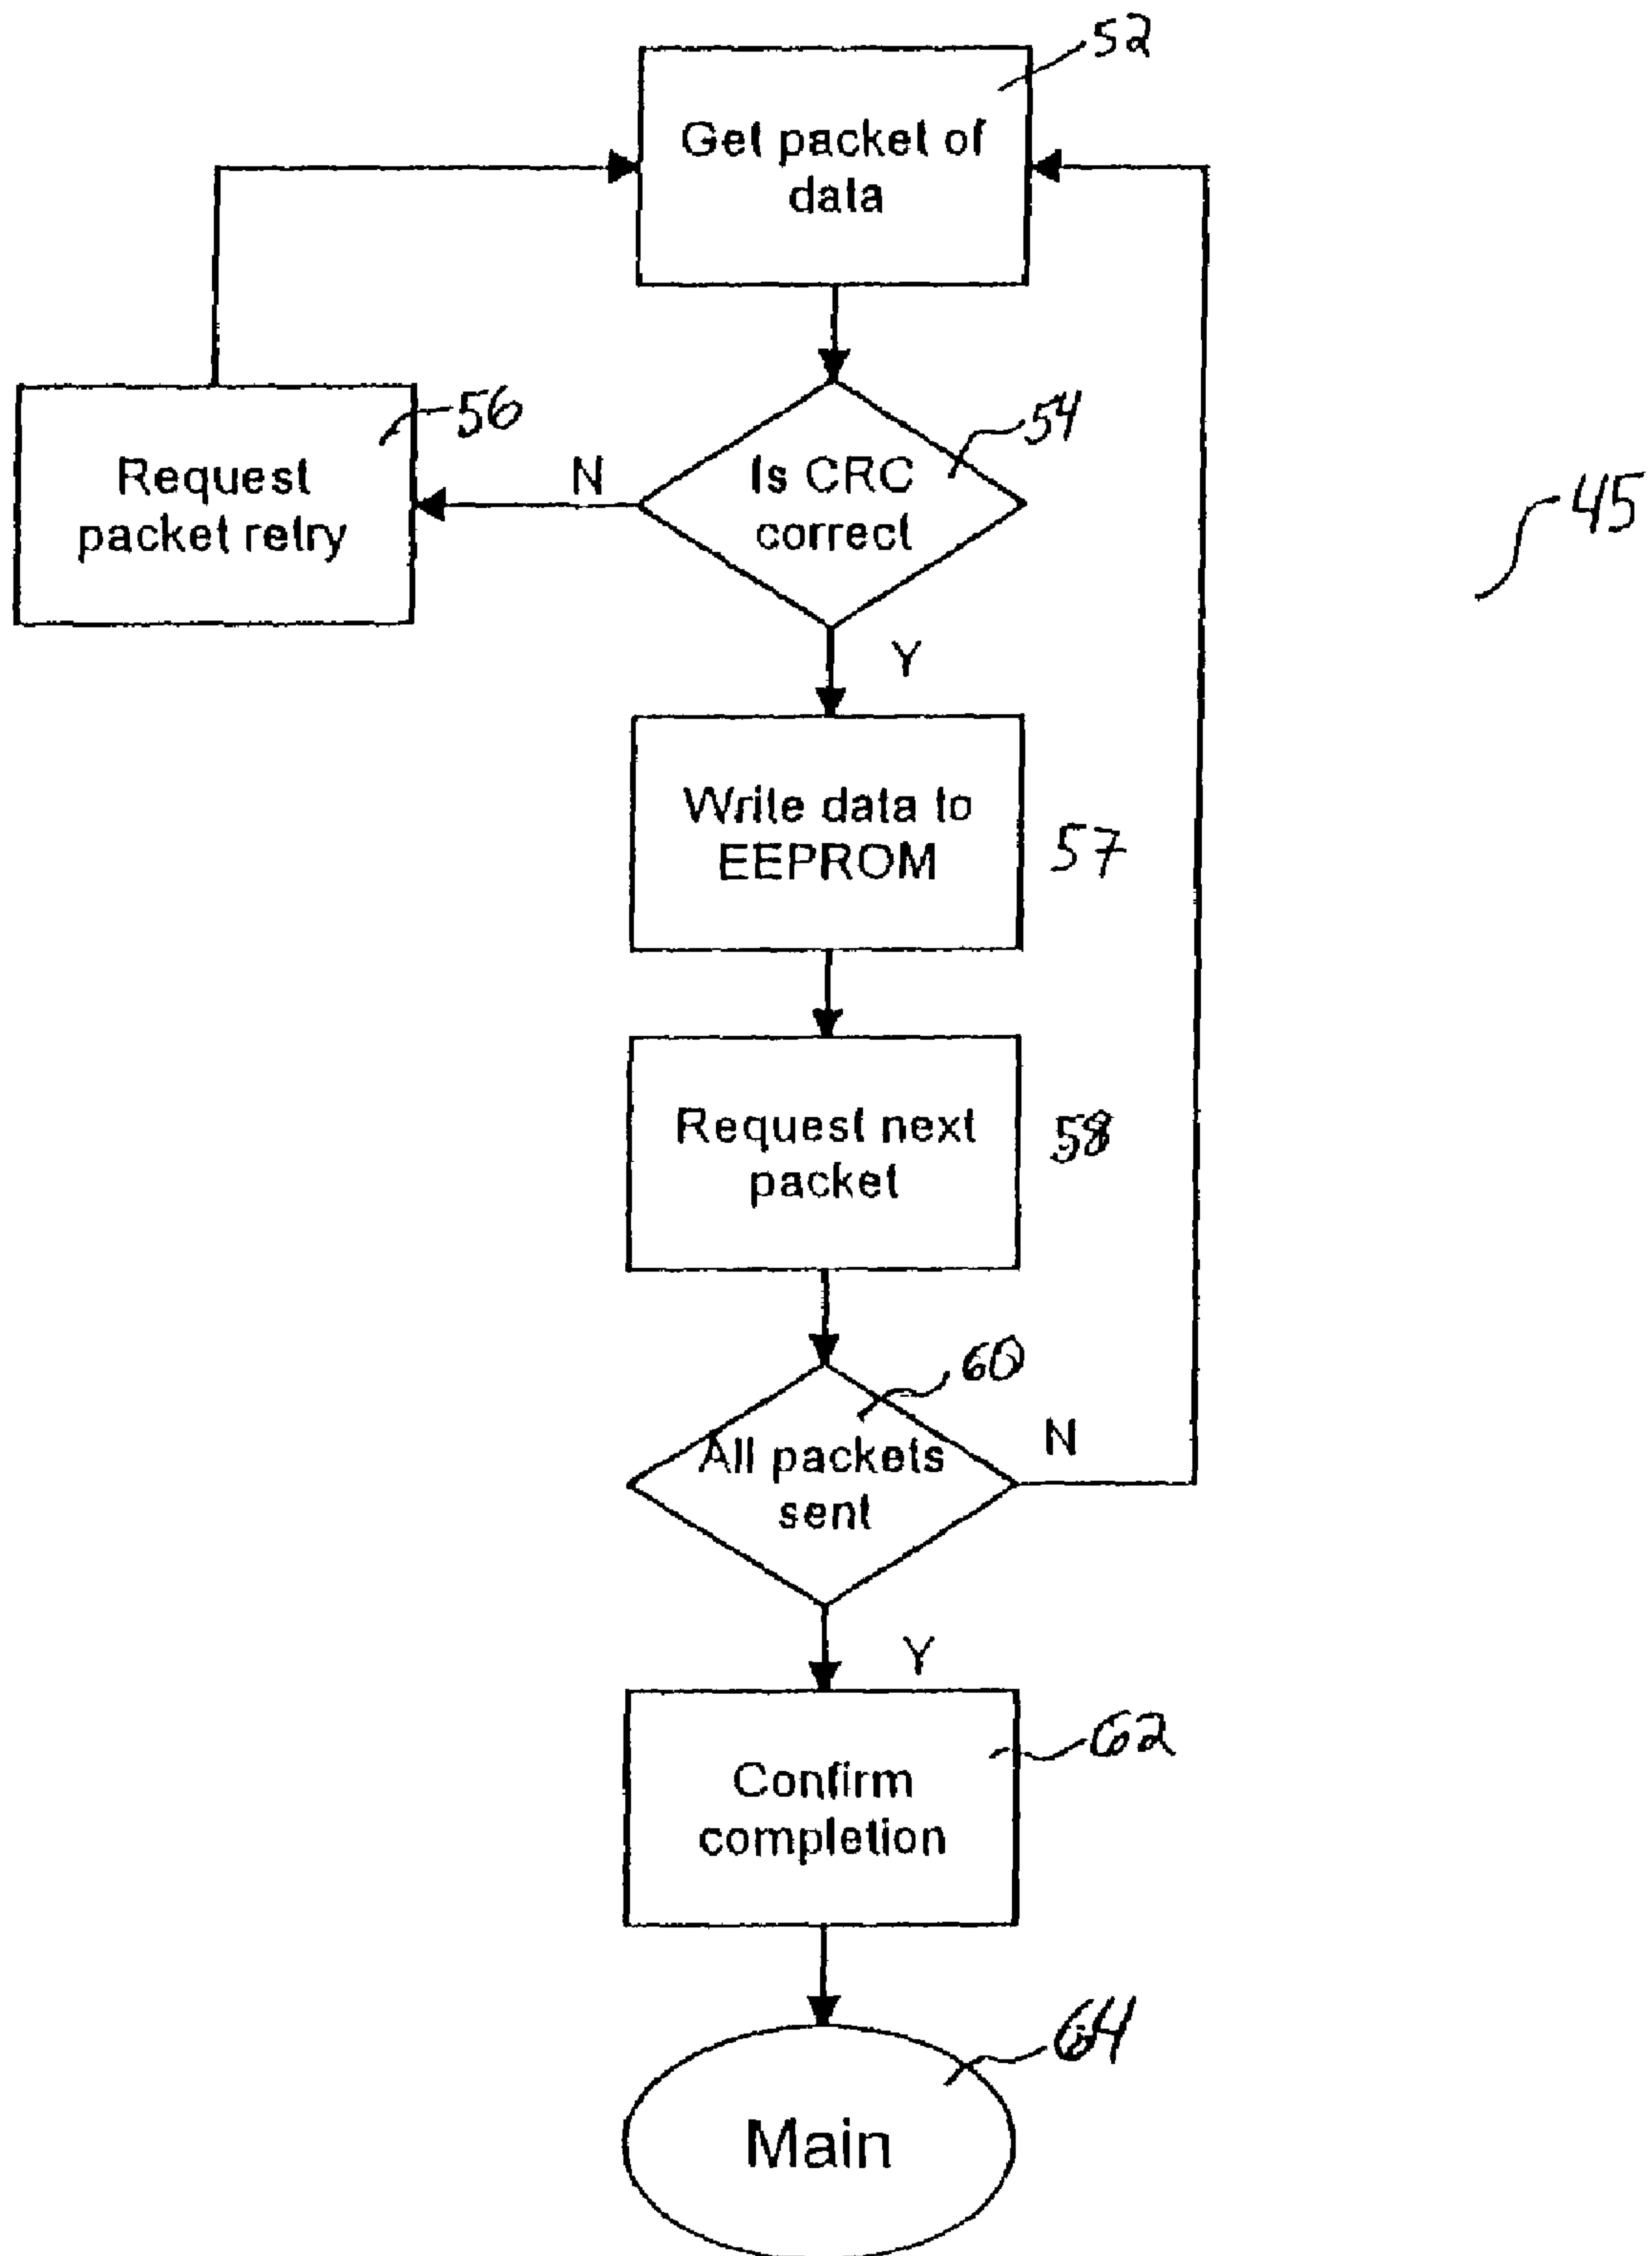 52
Get packet of
data
56
Request
packet retry
N
54
Is CRC
correct
45
Y
Write data to
EEPROM
57
Request next
packet
58
60
All packets
sent
N
Y
62
Confirm
completion
64
Main